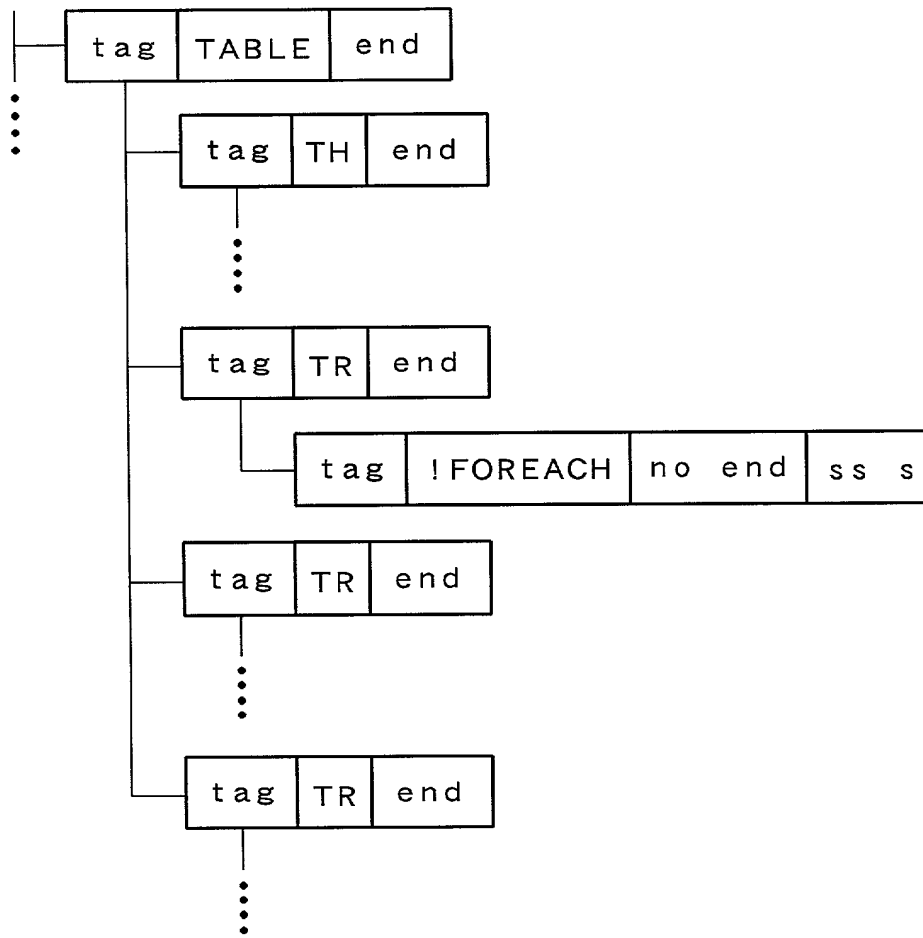 tag TABLE end
tag TH end
tag TR end
tag !FOREACH no end ss s
tag TR end
tag TR end